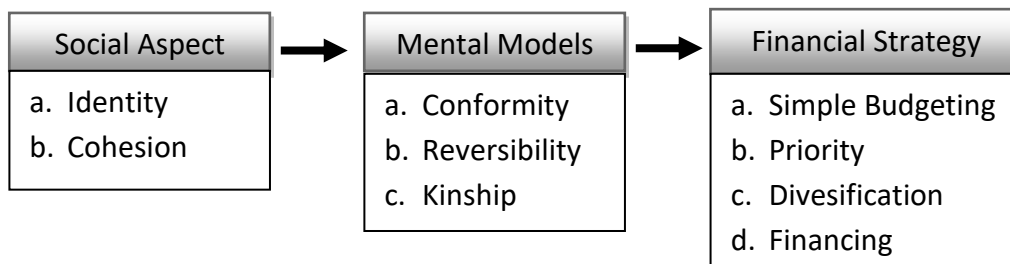 Social Aspect
a. Identity
b. Cohesion
Mental Models
a. Conformity
b. Reversibility
c. Kinship
Financial Strategy
a. Simple Budgeting
b. Priority
c. Divesification
d. Financing